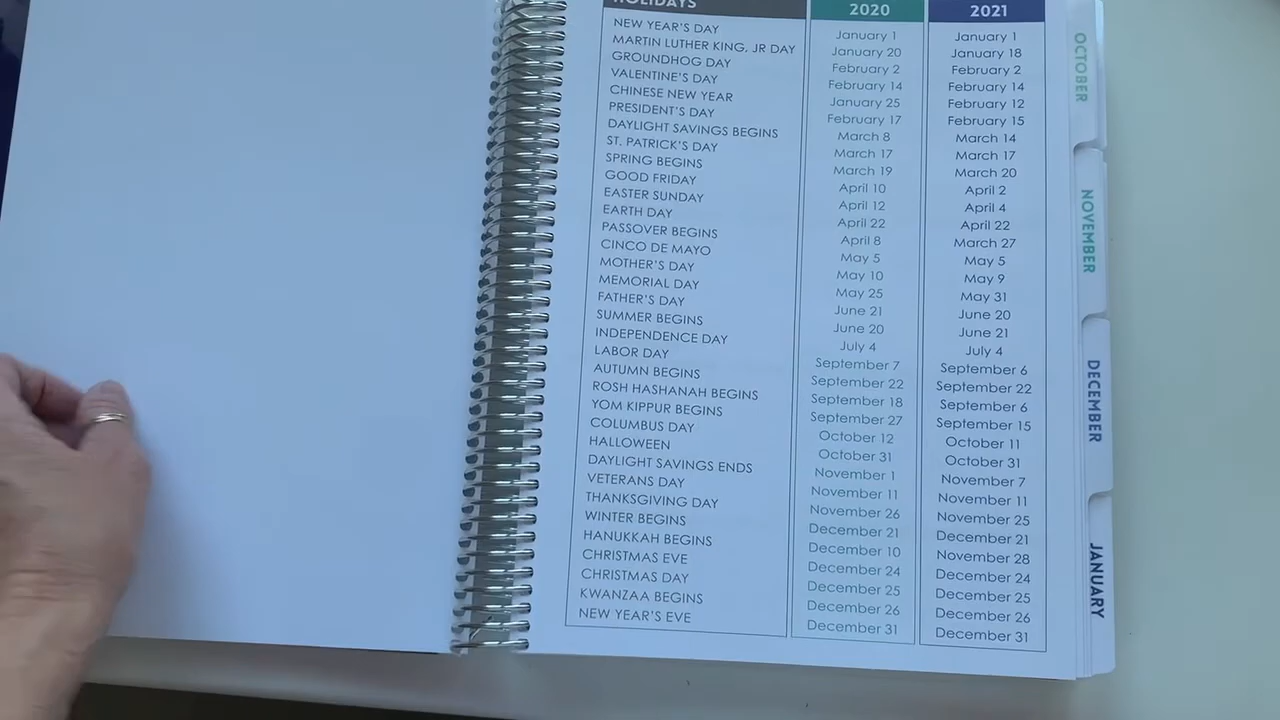 HOLIDAYS 2020 2021
NEW YEAR'S DAY January 1 January 1
MARTIN LUTHER KING, JR DAY January 20 January 18
GROUNDHOG DAY February 2 February 2
VALENTINE'S DAY February 14 February 14
CHINESE NEW YEAR January 25 February 12
PRESIDENT'S DAY February 17 February 15
DAYLIGHT SAVINGS BEGINS March 8 March 14
ST. PATRICK'S DAY March 17 March 17
SPRING BEGINS March 19 March 20
GOOD FRIDAY April 10 April 2
EASTER SUNDAY April 12 April 4
EARTH DAY April 22 April 22
PASSOVER BEGINS April 8 March 27
CINCO DE MAYO May 5 May 5
MOTHER'S DAY May 10 May 9
MEMORIAL DAY May 25 May 31
FATHER'S DAY June 21 June 20
SUMMER BEGINS June 20 June 21
INDEPENDENCE DAY July 4 July 4
LABOR DAY September 7 September 6
AUTUMN BEGINS September 22 September 22
ROSH HASHANAH BEGINS September 18 September 6
YOM KIPPUR BEGINS September 27 September 15
COLUMBUS DAY October 12 October 11
HALLOWEEN October 31 October 31
DAYLIGHT SAVINGS ENDS November 1 November 7
VETERANS DAY November 11 November 11
THANKSGIVING DAY November 26 November 25
WINTER BEGINS December 21 December 21
HANUKKAH BEGINS December 10 November 28
CHRISTMAS EVE December 24 December 24
CHRISTMAS DAY December 25 December 25
KWANZAA BEGINS December 26 December 26
NEW YEAR'S EVE December 31 December 31
OCTOBER
NOVEMBER
DECEMBER
JANUARY